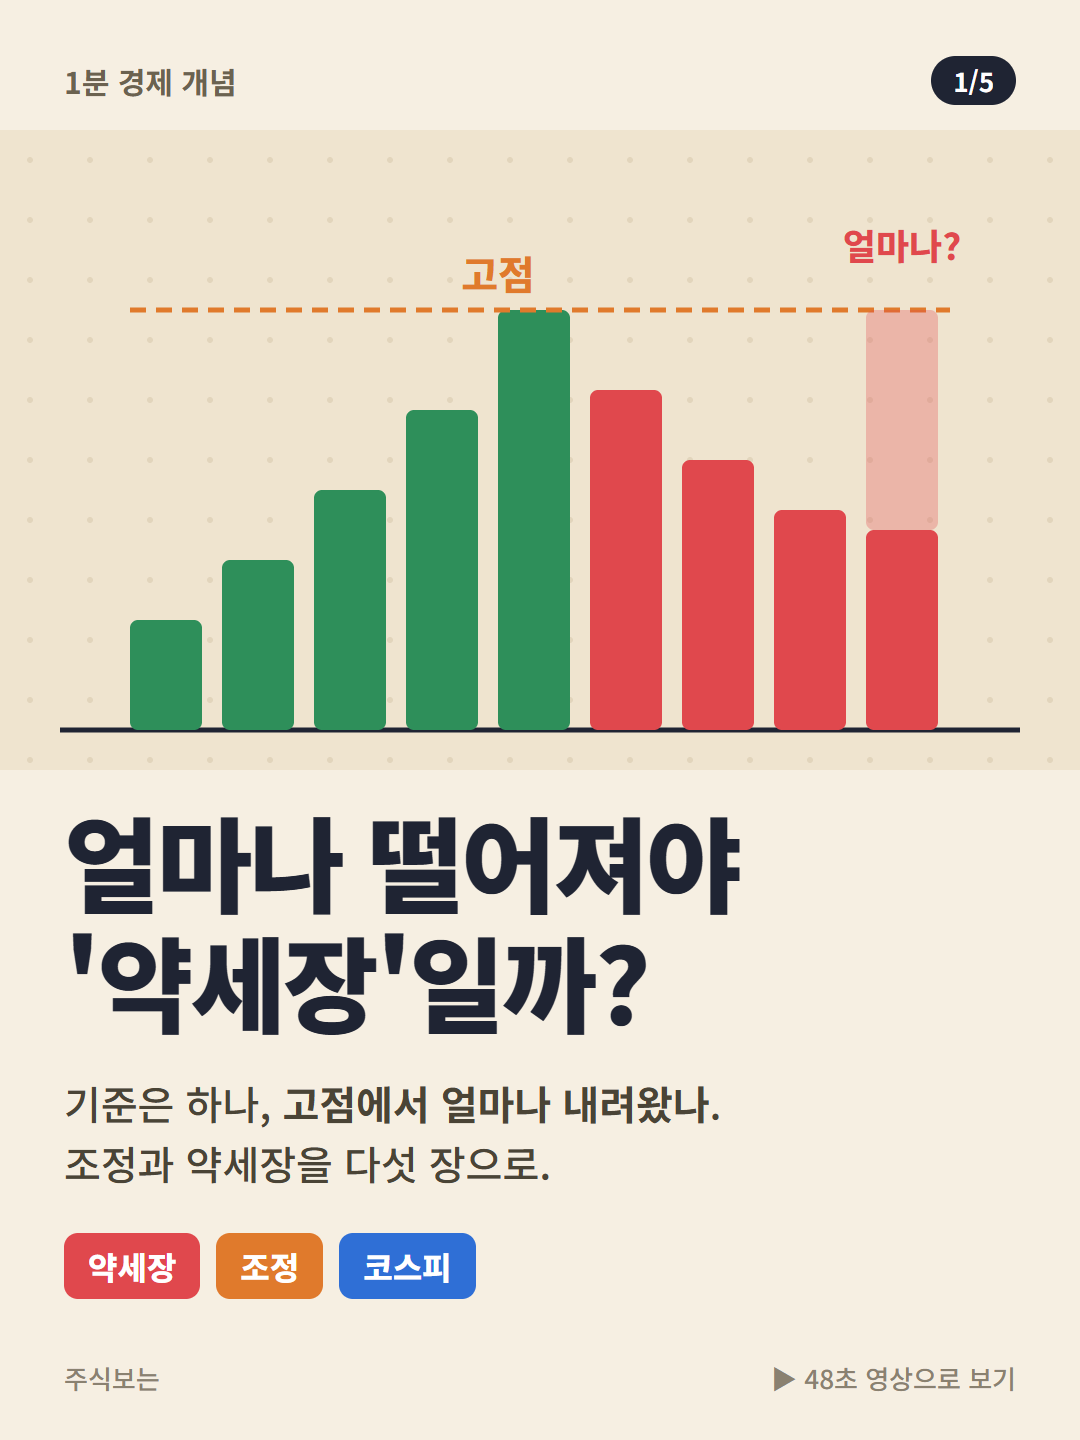 1분 경제 개념
1/5
얼마나?
고점
얼마나 떨어져야
'약세장'일까?
기준은 하나, 고점에서 얼마나 내려왔나.
조정과 약세장을 다섯 장으로.
약세장 조정 코스피
주식보는
▶ 48초 영상으로 보기